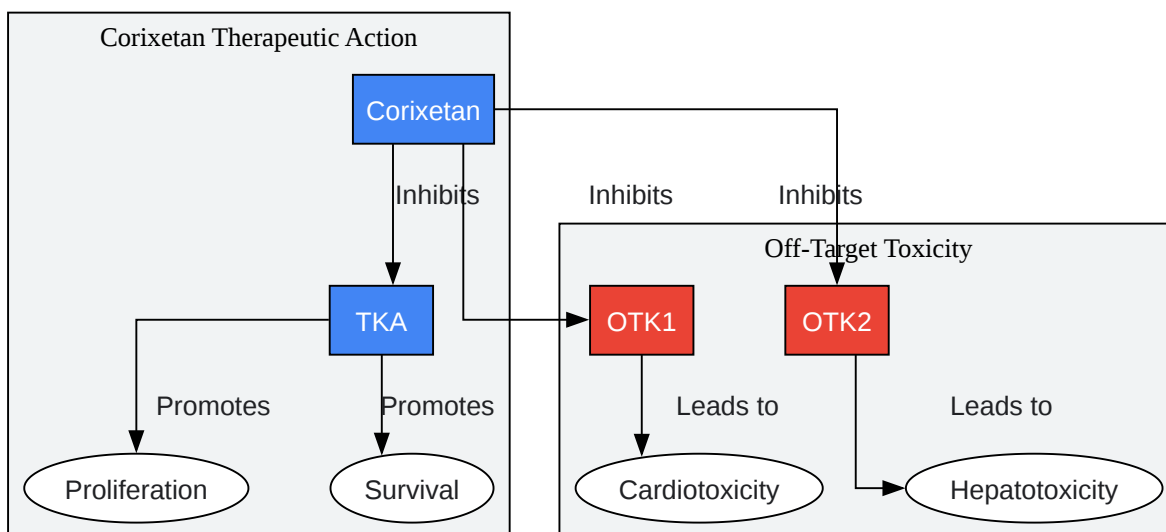 Corixetan Therapeutic Action
Corixetan
Inhibits
Inhibits
Inhibits
Off-Target Toxicity
TKA
OTK1
OTK2
Promotes
Promotes
Leads to
Leads to
Proliferation
Survival
Cardiotoxicity
Hepatotoxicity